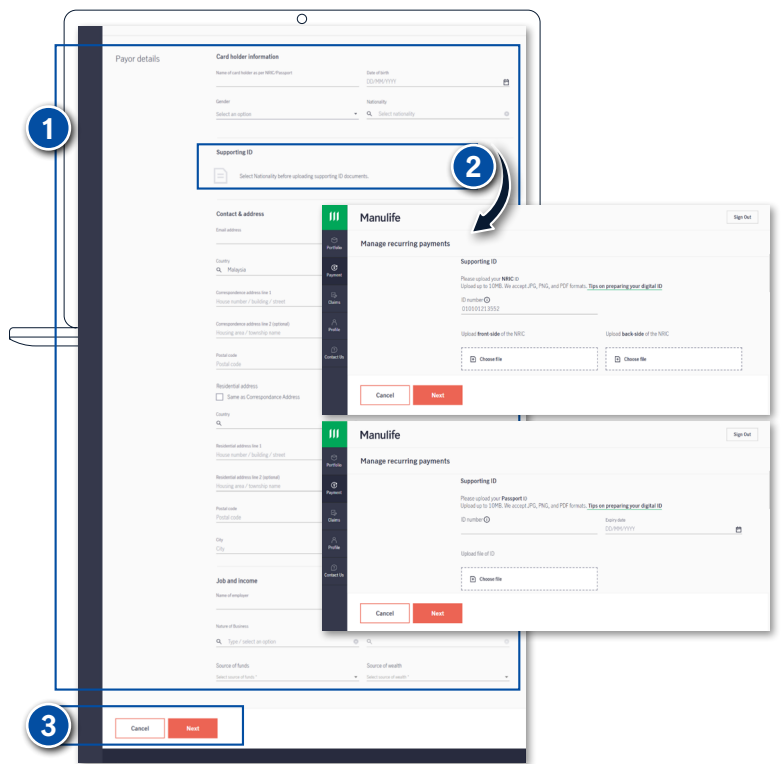 Payor details
Card holder information
Name of card holder as per NRIC/Passport
Date of birth
DD/MM/YYYY
Gender
Nationality
Select an option
Select nationality
1
Supporting ID
Select Nationality before uploading supporting ID documents.
2
Contact & address
Email address
Country
Malaysia
Correspondence address line 1
House number / building / street
Correspondence address line 2 (optional)
Housing area / township name
Postal code
Postal code
Residential address
Same as Correspondance Address
Country
Residential address line 1
House number / building / street
Residential address line 2 (optional)
Housing area / township name
Postal code
Postal code
City
City
Job and income
Name of employer
Nature of Business
Type / select an option
Source of funds
Source of wealth
Select source of funds *
Select source of wealth *
3
Cancel
Next
Manulife
Sign Out
Manage recurring payments
Portfolio
Payment
Claims
Profile
Contact Us
Supporting ID
Please upload your NRIC ID
Upload up to 10MB. We accept JPG, PNG, and PDF formats. Tips on preparing your digital ID
ID number
010101213552
Upload front-side of the NRIC
Upload back-side of the NRIC
Choose file
Choose file
Cancel
Next
Manulife
Sign Out
Manage recurring payments
Portfolio
Payment
Claims
Profile
Contact Us
Supporting ID
Please upload your Passport ID
Upload up to 10MB. We accept JPG, PNG, and PDF formats. Tips on preparing your digital ID
ID number
Expiry date
DD/MM/YYYY
Upload file of ID
Choose file
Cancel
Next